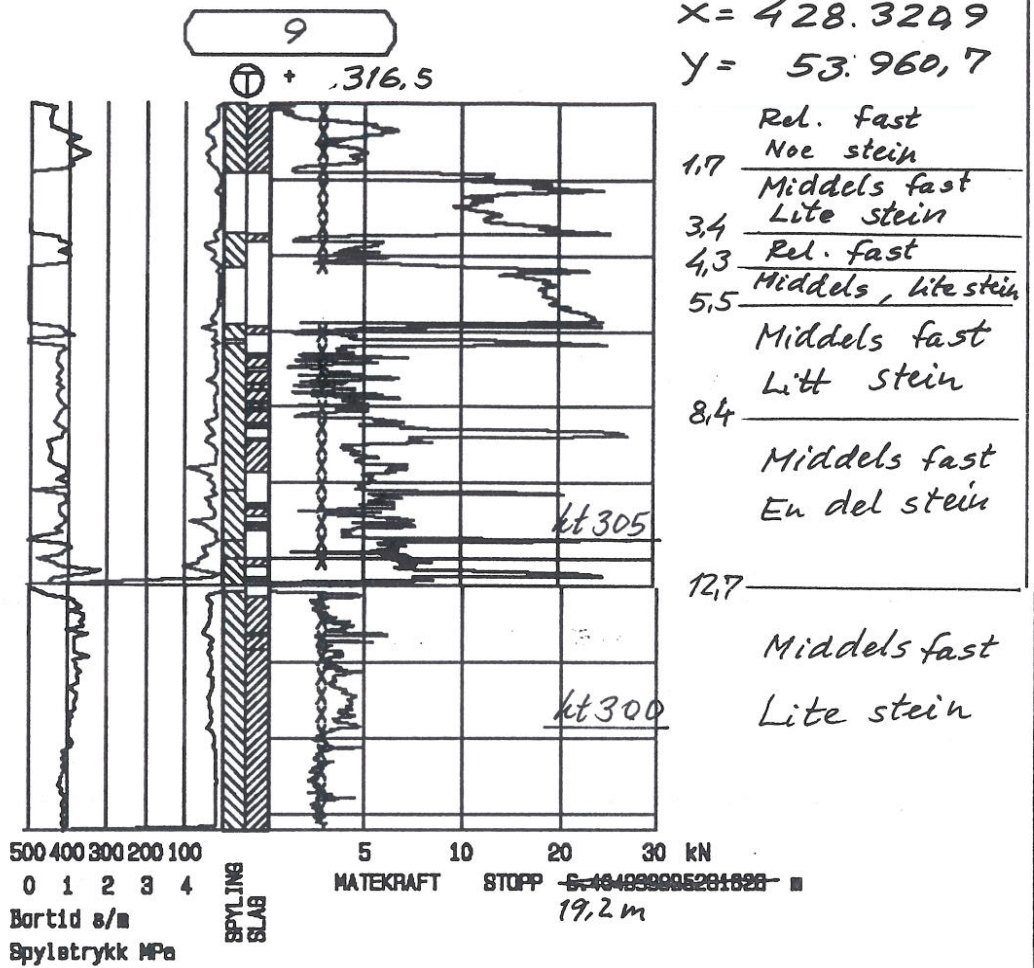 9
X= 428.320,9
Y= 53.960,7
T + .316,5
Rel. fast
Noe stein
1,7
Middels fast
Lite stein
3,4
Rel. fast
4,3
Middels, lite stein
5,5
Middels fast
Litt stein
8,4
Middels fast
En del stein
kt 305
12,7
Middels fast
kt 300
Lite stein
500 400 300 200 100
5 10 20 30 kN
0 1 2 3 4
MATEKRAFT STOPP m
19,2 m
Bortid s/m
Spyletrykk MPa
SPYLING
SLAG